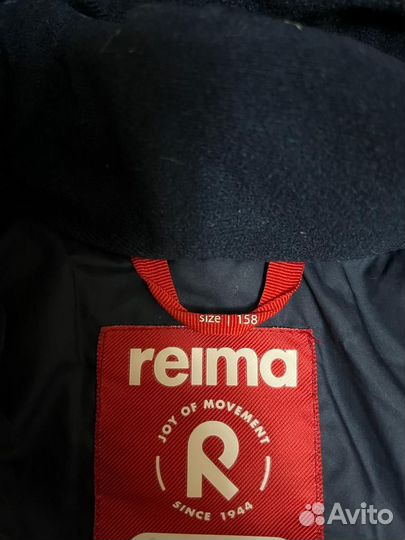 size 158
reima
JOY OF MOVEMENT
R
SINCE 1944
Avito